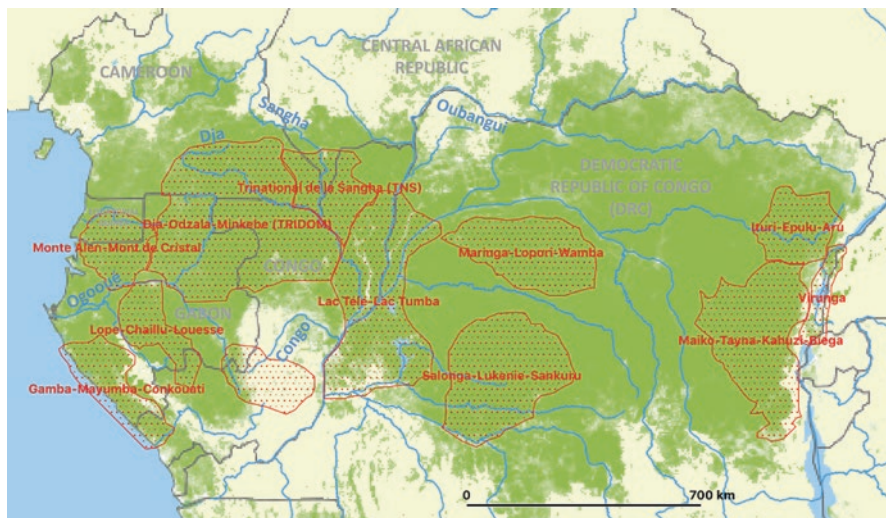 CENTRAL AFRICAN
REPUBLIC
CAMEROON
Sangha
Oubangui
Dja
DEMOCRATIC
REPUBLIC OF CONGO
(DRC)
Trinational de la Sangha (TNS)
Dja-Odzala-Minkebe (TRIDOM)
Ituri-Epulu-Aru
Monte Alen-Mont de Cristal
Maringa-Lopori-Wamba
CONGO
Ogooué
Virunga
Lac Tele-Lac Tumba
GABON
Lope-Chaillu-Louesse
Congo
Maiko-Tayna-Kahuzi-Biega
Salonga-Lukenie-Sankuru
Gamba-Mayumba-Conkouati
0 700 km